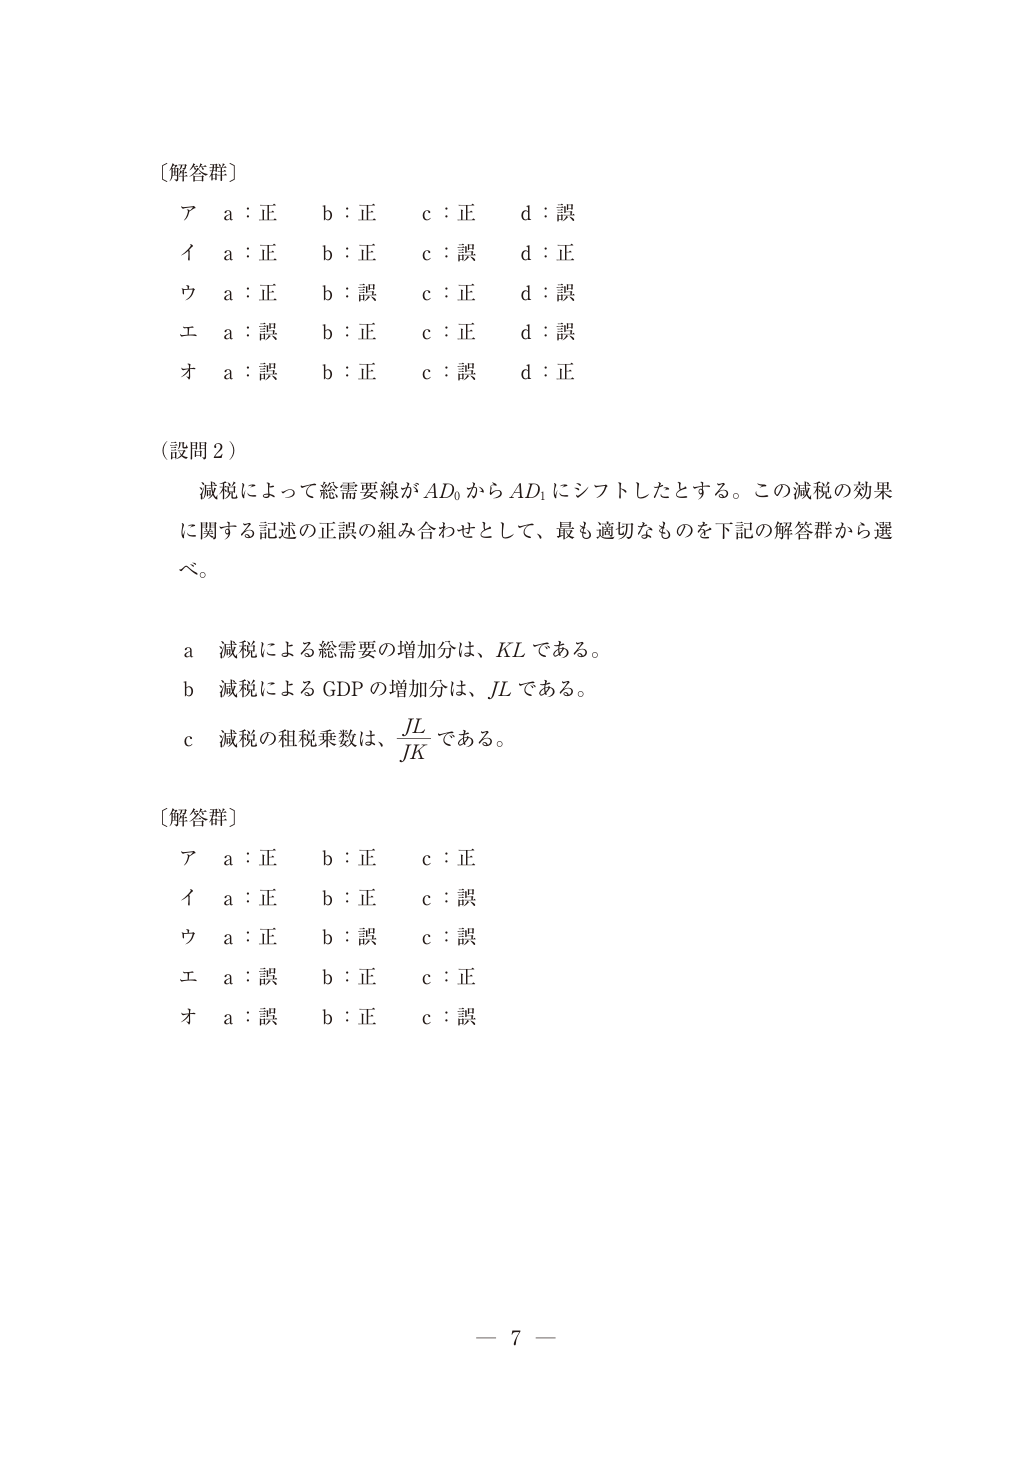 〔解答群〕
ア a：正 b：正 c：正 d：誤
イ a：正 b：正 c：誤 d：正
ウ a：正 b：誤 c：正 d：誤
エ a：誤 b：正 c：正 d：誤
オ a：誤 b：正 c：誤 d：正
（設問２）
減税によって総需要線が AD₀ から AD₁ にシフトしたとする。この減税の効果
に関する記述の正誤の組み合わせとして、最も適切なものを下記の解答群から選
べ。
a 減税による総需要の増加分は、KL である。
b 減税による GDP の増加分は、JL である。
c 減税の租税乗数は、JL/JK である。
〔解答群〕
ア a：正 b：正 c：正
イ a：正 b：正 c：誤
ウ a：正 b：誤 c：誤
エ a：誤 b：正 c：正
オ a：誤 b：正 c：誤
— 7 —